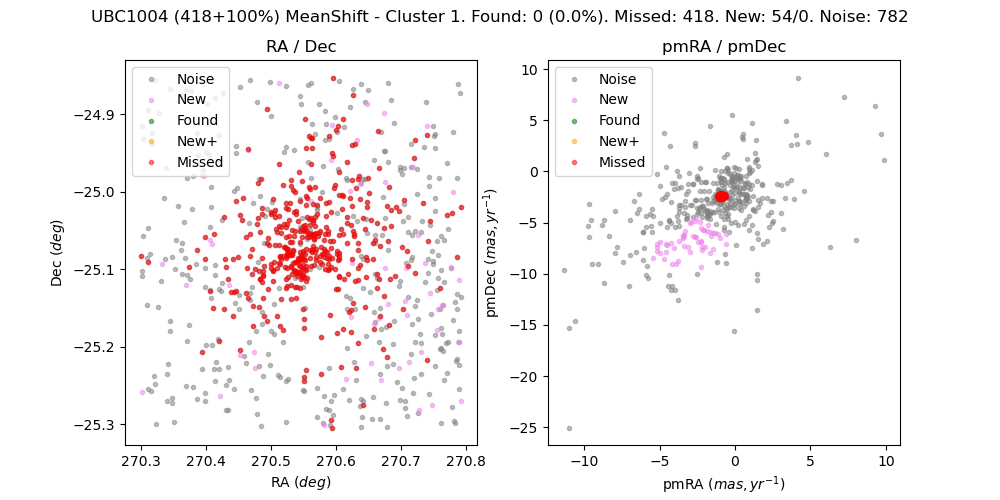 UBC1004 (418+100%) MeanShift - Cluster 1. Found: 0 (0.0%). Missed: 418. New: 54/0. Noise: 782
RA / Dec
Noise
New
Found
New+
Missed
−24.9
−25.0
−25.1
−25.2
−25.3
Dec (deg)
270.3 270.4 270.5 270.6 270.7 270.8
RA (deg)
pmRA / pmDec
Noise
New
Found
New+
Missed
10
5
0
−5
−10
−15
−20
−25
pmDec (mas, yr⁻¹)
−10 −5 0 5 10
pmRA (mas, yr⁻¹)